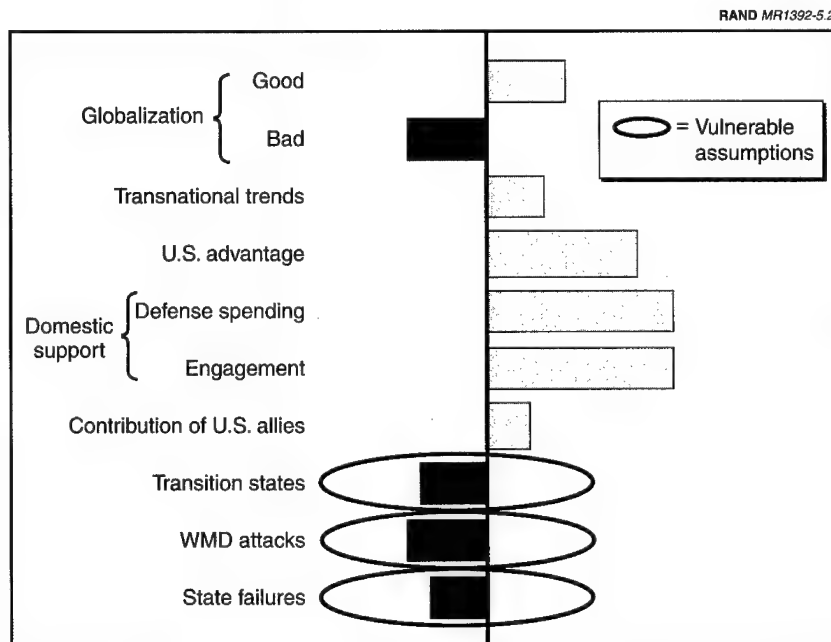 RAND MR1392-5.2
Good
Globalization
Bad
= Vulnerable
assumptions
Transnational trends
U.S. advantage
Defense spending
Domestic
support
Engagement
Contribution of U.S. allies
Transition states
WMD attacks
State failures